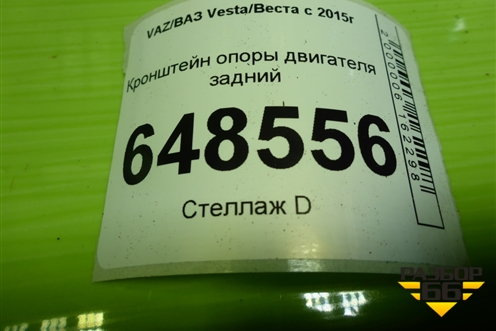 VAZ/ВАЗ Vesta/Веста с 2015г
Кронштейн опоры двигателя
задний
648556
Стеллаж D
2000006162298
РАЗБОР
66